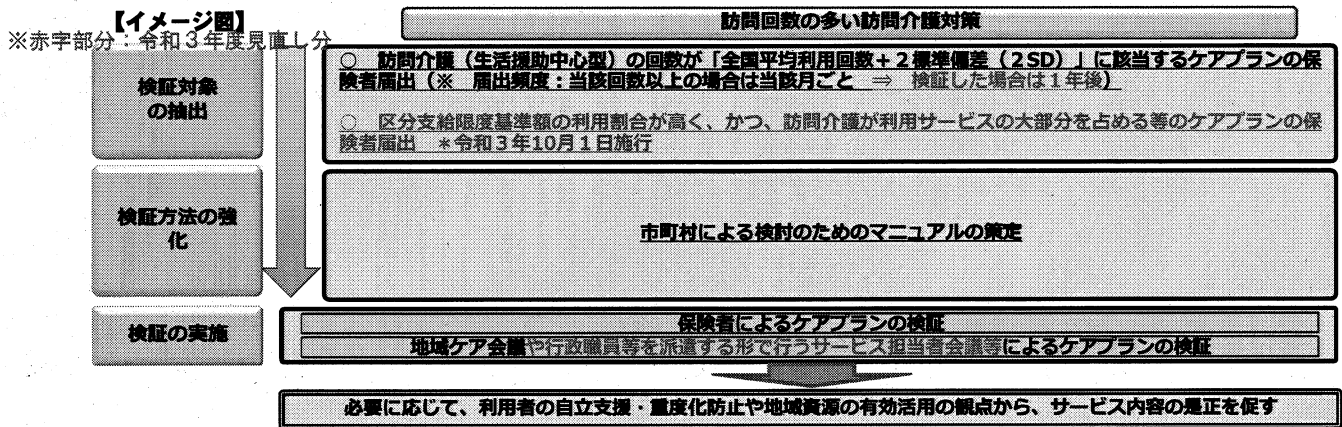 【イメージ図】
※赤字部分：令和３年度見直し分
訪問回数の多い訪問介護対策
検証対象
の抽出
○　訪問介護（生活援助中心型）の回数が「全国平均利用回数＋２標準偏差（２SD）」に該当するケアプランの保
険者届出（※　届出頻度：当該回数以上の場合は当該月ごと　⇒　検証した場合は１年後）
○　区分支給限度基準額の利用割合が高く、かつ、訪問介護が利用サービスの大部分を占める等のケアプランの保
険者届出　＊令和３年10月１日施行
検証方法の強
化
市町村による検討のためのマニュアルの策定
検証の実施
保険者によるケアプランの検証
地域ケア会議や行政職員等を派遣する形で行うサービス担当者会議等によるケアプランの検証
必要に応じて、利用者の自立支援・重度化防止や地域資源の有効活用の観点から、サービス内容の是正を促す